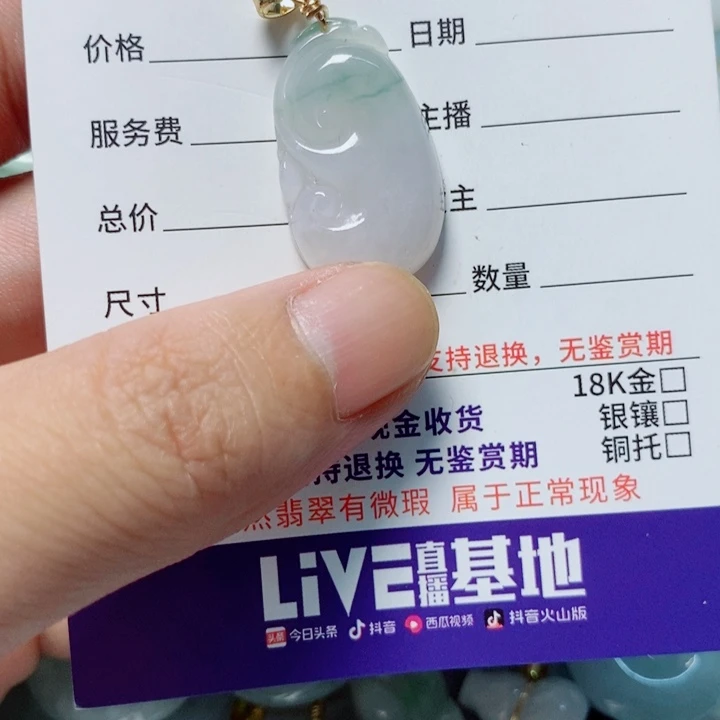 价格 日期
服务费 主播
总价 主
尺寸 数量
支持退换，无鉴赏期
18K金□
现金收货 银镶□
持退换 无鉴赏期 铜托□
然翡翠有微瑕 属于正常现象
LiVE直播基地
头条 今日头条 抖音 西瓜视频 抖音火山版